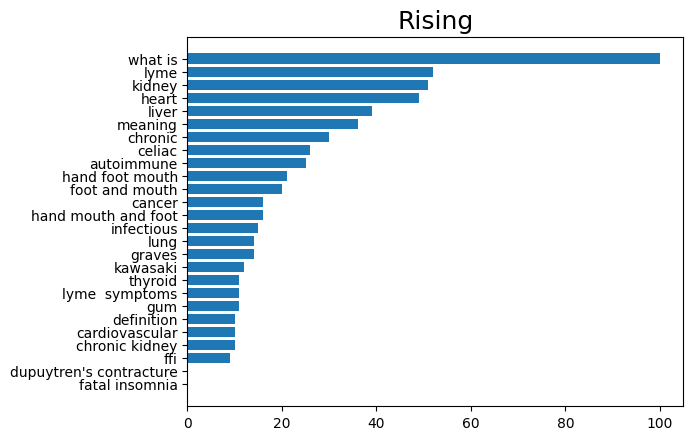 Rising
what is
lyme
kidney
heart
liver
meaning
chronic
celiac
autoimmune
hand foot mouth
foot and mouth
cancer
hand mouth and foot
infectious
lung
graves
kawasaki
thyroid
lyme  symptoms
gum
definition
cardiovascular
chronic kidney
ffi
dupuytren's contracture
fatal insomnia
0 20 40 60 80 100